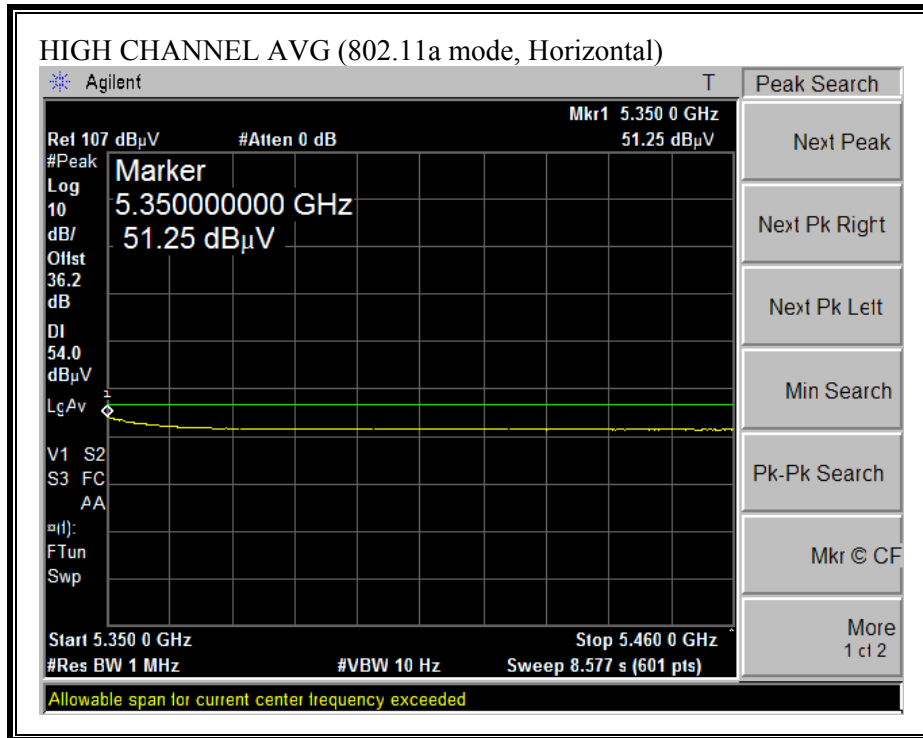 HIGH CHANNEL AVG (802.11a mode, Horizontal)
Agilent T
Peak Search
Mkr1 5.350 0 GHz
Ref 107 dBµV #Atten 0 dB 51.25 dBµV
#Peak
Log
10
dB/
Offst
36.2
dB
DI
54.0
dBµV
LgAv
V1 S2
S3 FC
AA
¤(f):
FTun
Swp
Marker
5.350000000 GHz
51.25 dBµV
1
Start 5.350 0 GHz Stop 5.460 0 GHz ^
#Res BW 1 MHz #VBW 10 Hz Sweep 8.577 s (601 pts)
Next Peak
Next Pk Right
Next Pk Left
Min Search
Pk-Pk Search
Mkr © CF
More
1 of 2
Allowable span for current center frequency exceeded